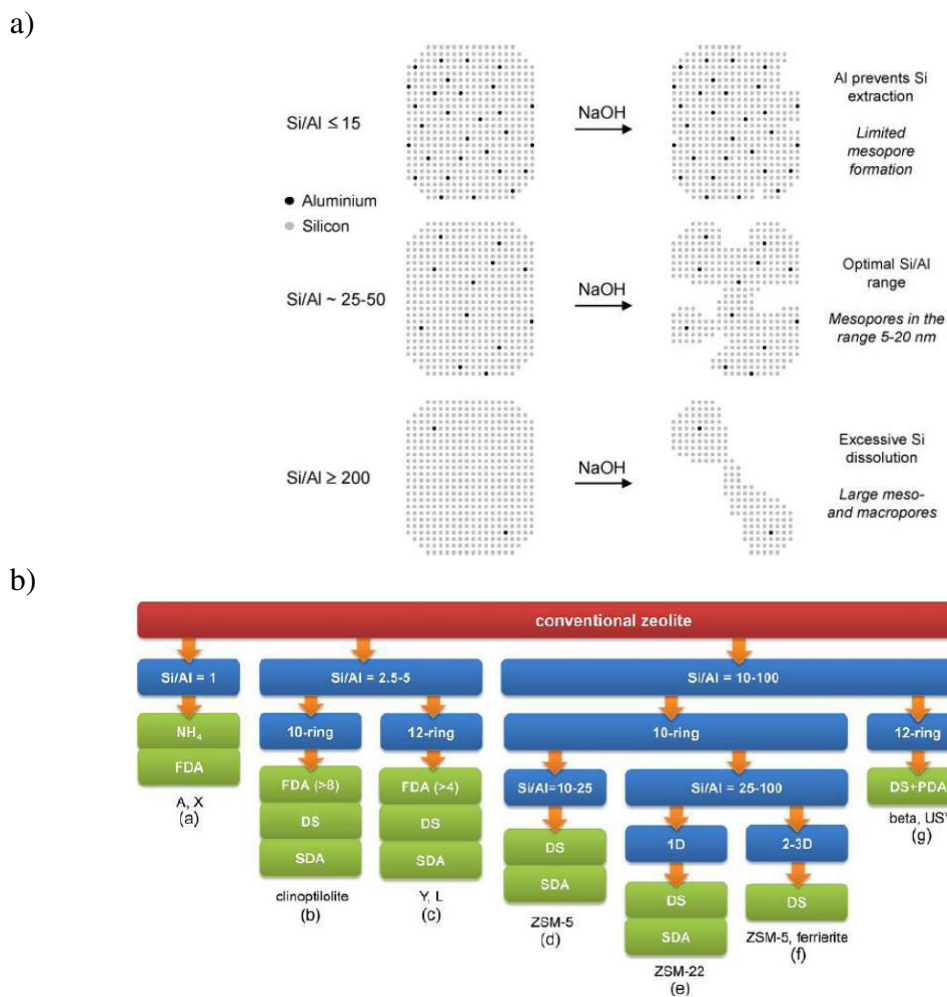 a)
Si/Al ≤ 15
NaOH
Al prevents Si
extraction
Limited
mesopore
formation
Aluminium
Silicon
Si/Al ~ 25-50
NaOH
Optimal Si/Al
range
Mesopores in the
range 5-20 nm
Si/Al ≥ 200
NaOH
Excessive Si
dissolution
Large meso-
and macropores
b)
conventional zeolite
Si/Al = 1
Si/Al = 2.5-5
Si/Al = 10-100
NH₄
10-ring
12-ring
10-ring
12-ring
FDA
FDA (>8)
FDA (>4)
Si/Al=10-25
Si/Al = 25-100
DS+PDA
A, X
(a)
DS
DS
beta, USY
(g)
SDA
SDA
DS
1D
2-3D
clinoptilolite
(b)
Y, L
(c)
SDA
DS
DS
ZSM-5
(d)
SDA
ZSM-5, ferrierite
(f)
ZSM-22
(e)